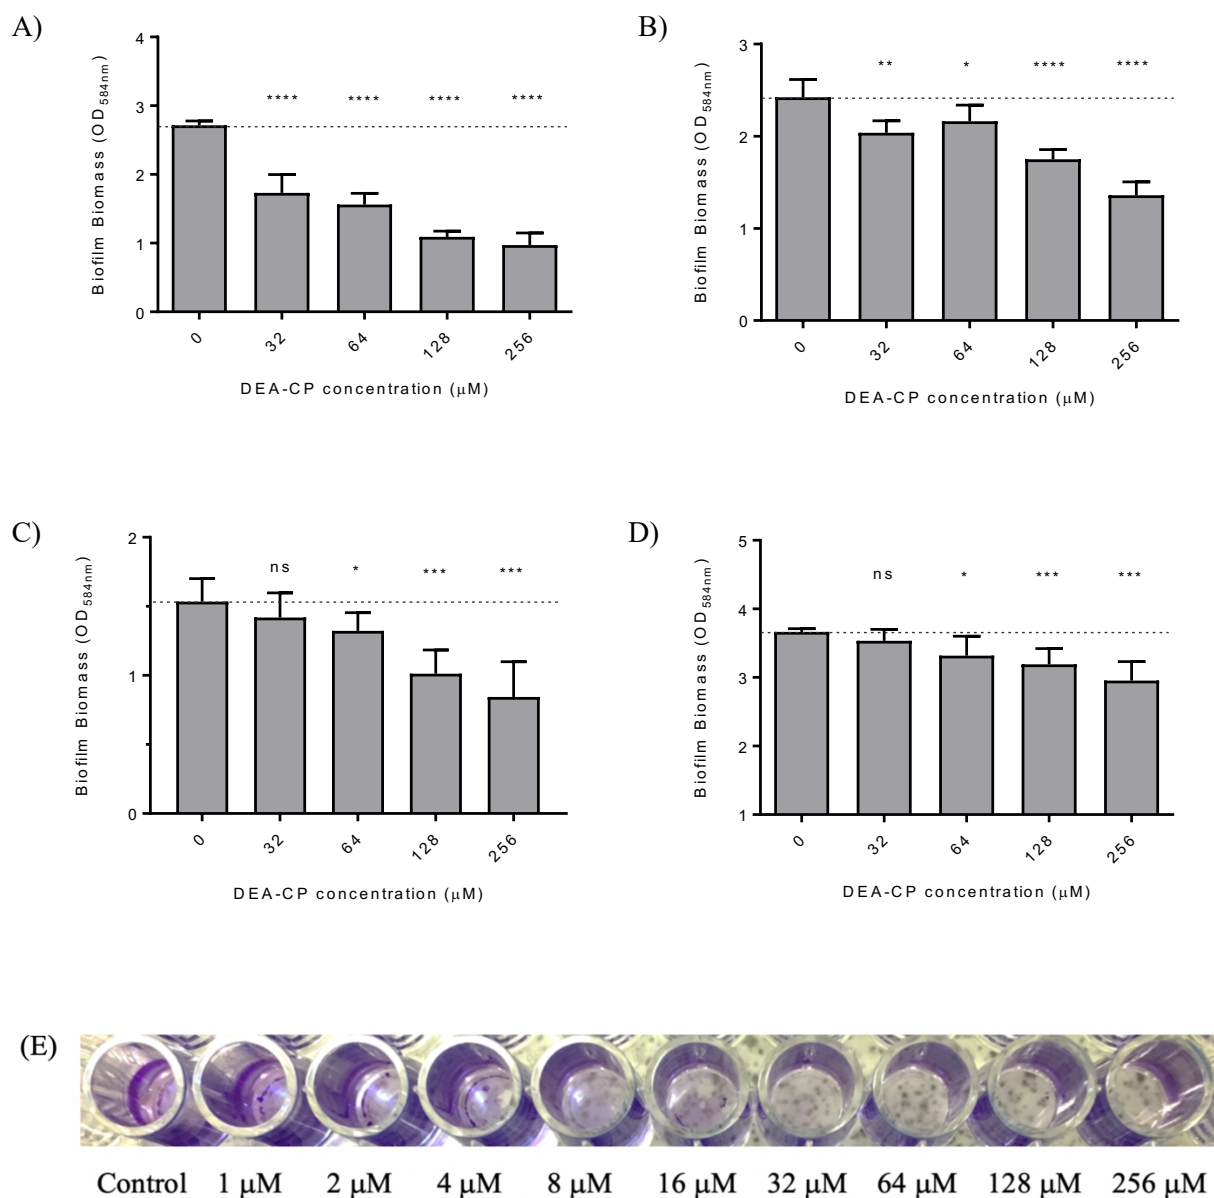 A)
Biofilm Biomass (OD584nm)
4
3
2
1
0
**** **** **** ****
0 32 64 128 256
DEA-CP concentration (μM)
B)
Biofilm Biomass (OD584nm)
3
2
1
0
** * **** ****
0 32 64 128 256
DEA-CP concentration (μM)
C)
Biofilm Biomass (OD584nm)
2
1
0
ns * *** ***
0 32 64 128 256
DEA-CP concentration (μM)
D)
Biofilm Biomass (OD584nm)
5
4
3
2
1
ns * *** ***
0 32 64 128 256
DEA-CP concentration (μM)
(E)
Control 1 μM 2 μM 4 μM 8 μM 16 μM 32 μM 64 μM 128 μM 256 μM